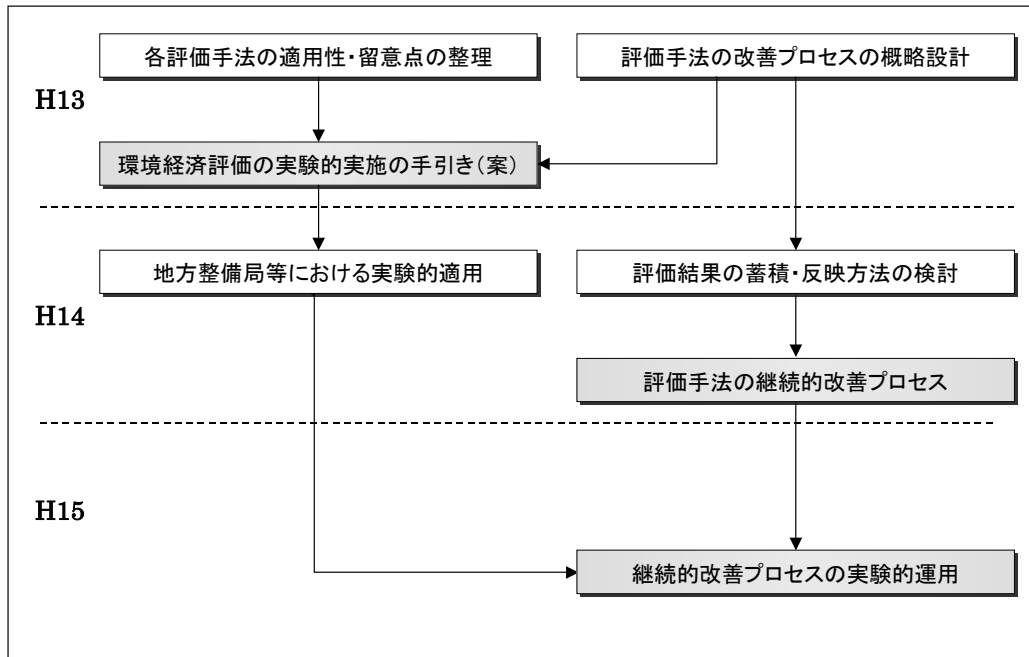 各評価手法の適用性・留意点の整理
評価手法の改善プロセスの概略設計
H13
環境経済評価の実験的実施の手引き(案)
地方整備局等における実験的適用
評価結果の蓄積・反映方法の検討
H14
評価手法の継続的改善プロセス
H15
継続的改善プロセスの実験的運用